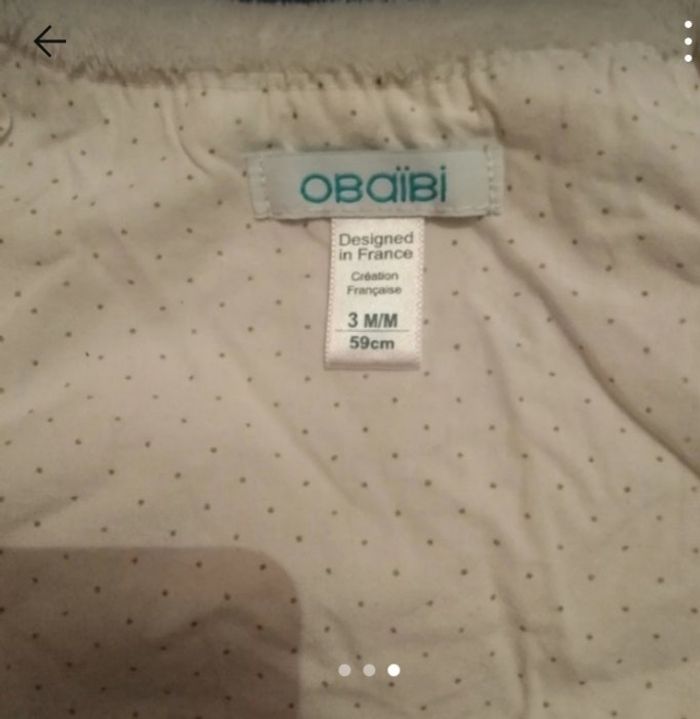 OBaïBi
Designed
in France
Création
Française
3 M/M
59cm